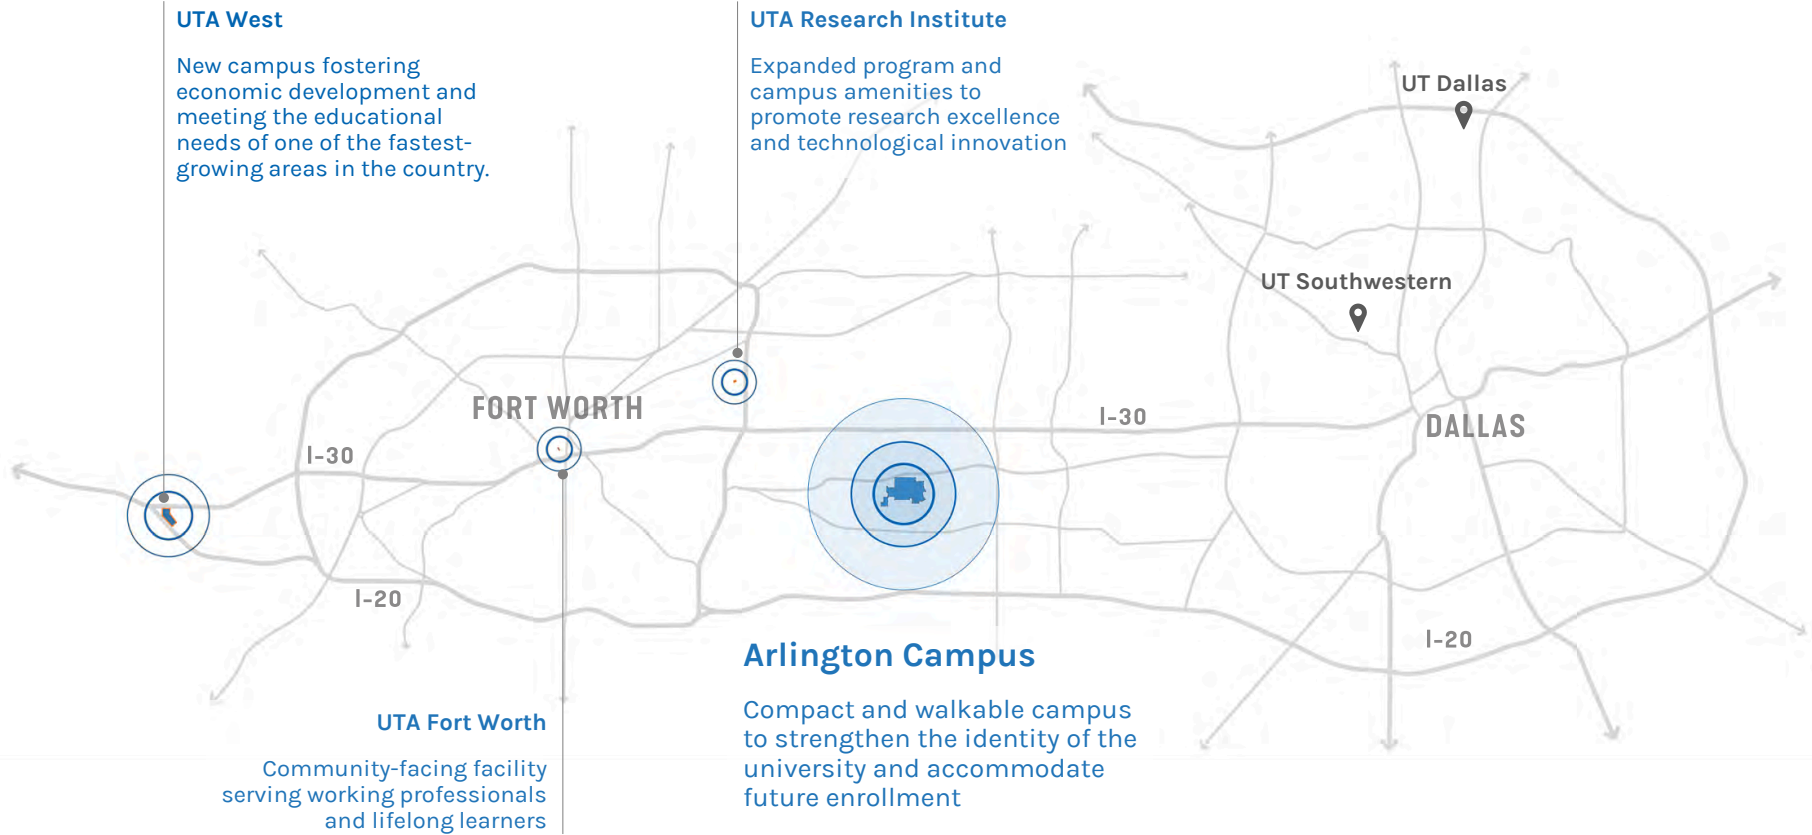 UTA West
New campus fostering
economic development and
meeting the educational
needs of one of the fastest-
growing areas in the country.
UTA Research Institute
Expanded program and
campus amenities to
promote research excellence
and technological innovation
UT Dallas
UT Southwestern
FORT WORTH
I-30
DALLAS
I-30
I-20
I-20
Arlington Campus
Compact and walkable campus
to strengthen the identity of the
university and accommodate
future enrollment
UTA Fort Worth
Community-facing facility
serving working professionals
and lifelong learners